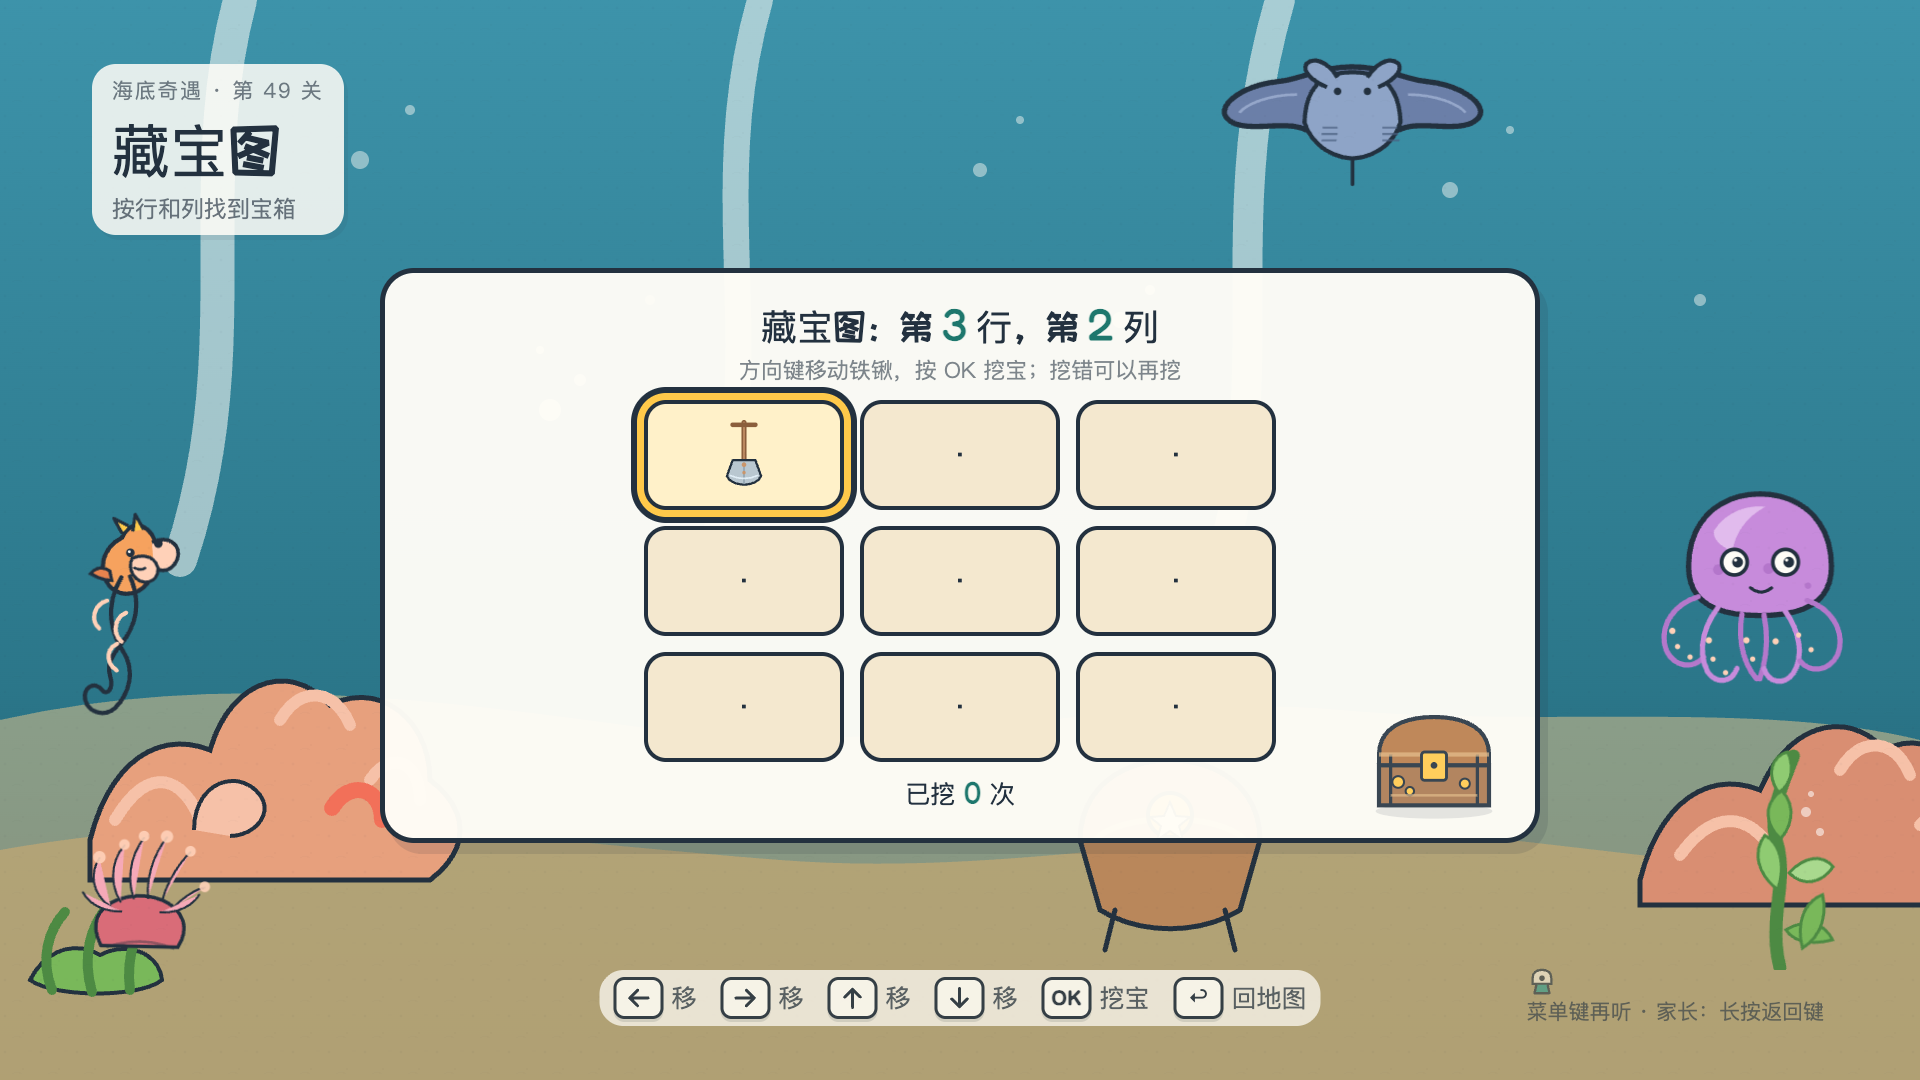 海底奇遇 · 第 49 关
藏宝图
按行和列找到宝箱
藏宝图：第 3 行，第 2 列
方向键移动铁锹，按 OK 挖宝；挖错可以再挖
已挖 0 次
← 移 → 移 ↑ 移 ↓ 移 OK 挖宝 ↩ 回地图
菜单键再听 · 家长：长按返回键